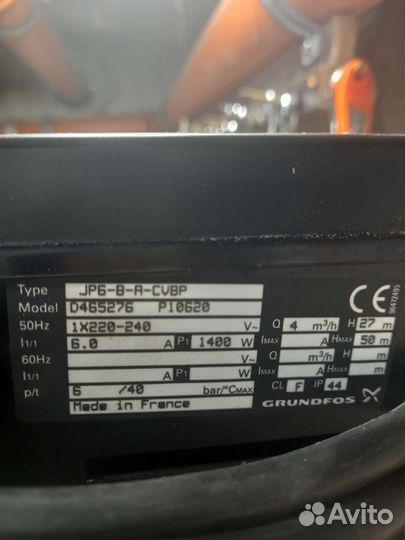 Type JP6-B-A-CVBP
Model D465276 P10620
50Hz 1X220-240 V~ Q 4 m³/h H 27 m
I1/1 6.0 A P1 1400 W IMAX A HMAX 50 m
60Hz V~ Q m³/h H m
I1/1 A P1 W IMAX A HMAX m
p/t 6 /40 bar/°CMAX CL F IP 44
Made in France GRUNDFOS
CE
96472495
Avito